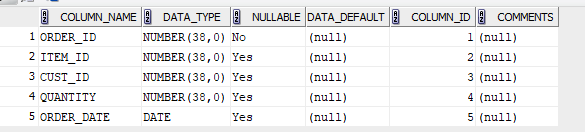 COLUMN_NAME DATA_TYPE NULLABLE DATA_DEFAULT COLUMN_ID COMMENTS
1 ORDER_ID NUMBER(38,0) No (null) 1 (null)
2 ITEM_ID NUMBER(38,0) Yes (null) 2 (null)
3 CUST_ID NUMBER(38,0) Yes (null) 3 (null)
4 QUANTITY NUMBER(38,0) Yes (null) 4 (null)
5 ORDER_DATE DATE Yes (null) 5 (null)